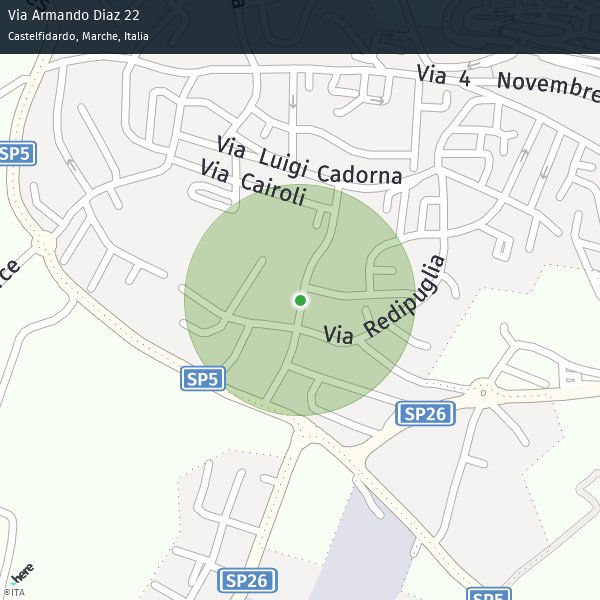 Via Armando Diaz 22
Castelfidardo, Marche, Italia
Via 4 Novembre
SP5
Via Luigi Cadorna
Via Cairoli
rce
Via Redipuglia
SP5
SP26
SP26
SP5
here
©ITA